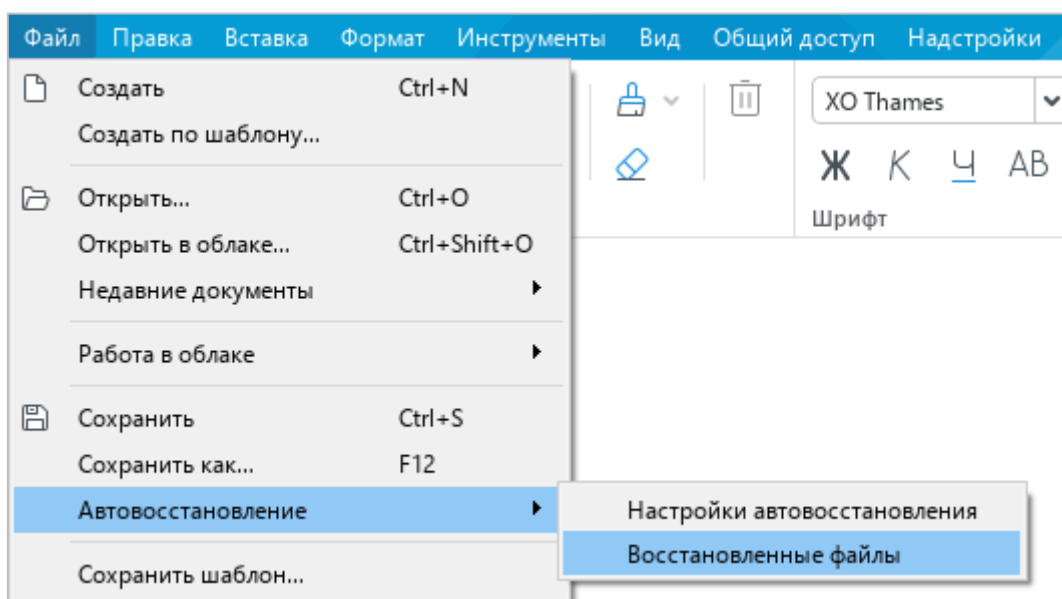 Файл Правка Вставка Формат Инструменты Вид Общий доступ Надстройки
Создать Ctrl+N
Создать по шаблону...
Открыть... Ctrl+O
Открыть в облаке... Ctrl+Shift+O
Недавние документы
Работа в облаке
Сохранить Ctrl+S
Сохранить как... F12
Автовосстановление
Сохранить шаблон...
Настройки автовосстановления
Восстановленные файлы
XO Thames
Ж К Ч АВ
Шрифт